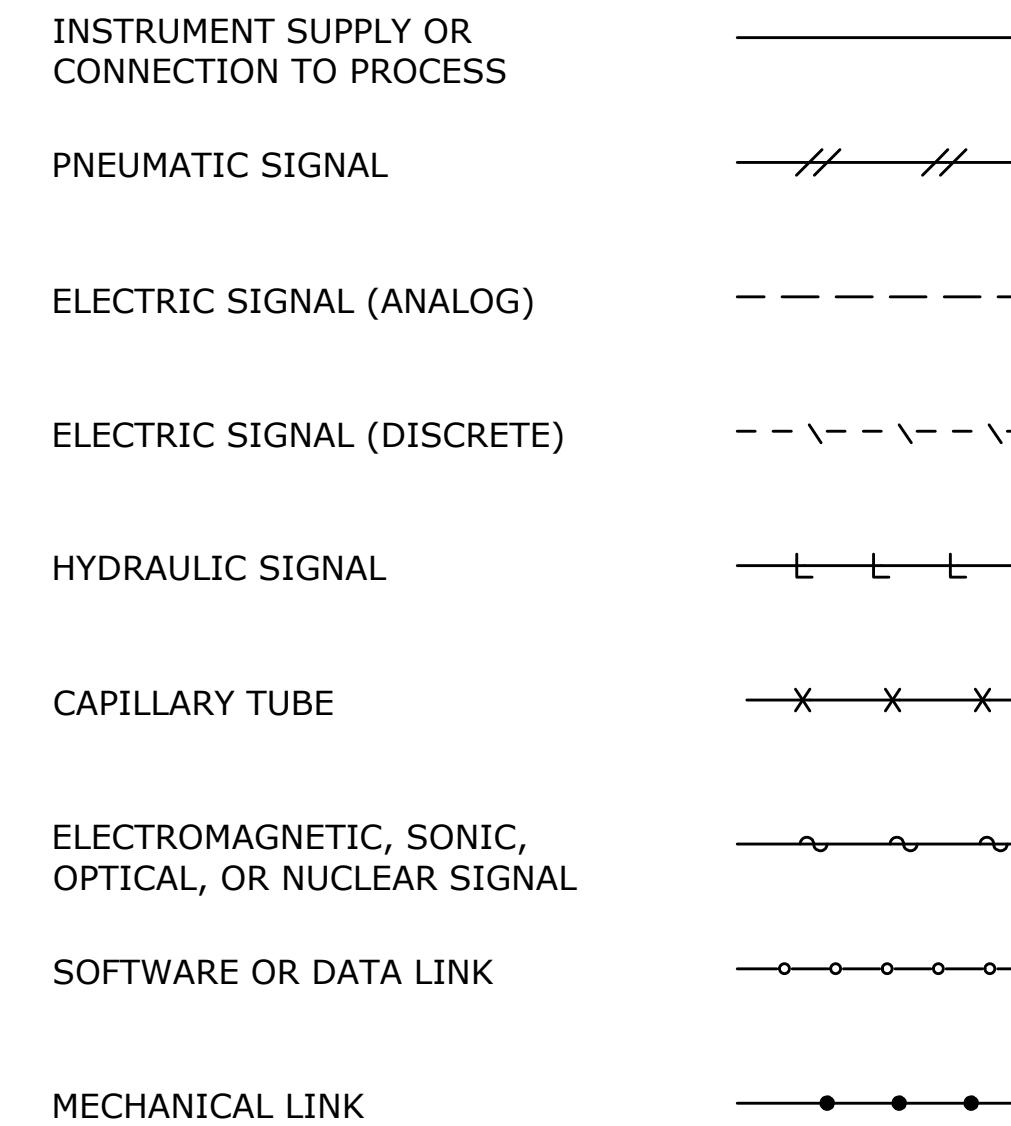 INSTRUMENT SUPPLY OR
CONNECTION TO PROCESS
PNEUMATIC SIGNAL
ELECTRIC SIGNAL (ANALOG)
ELECTRIC SIGNAL (DISCRETE)
HYDRAULIC SIGNAL
CAPILLARY TUBE
ELECTROMAGNETIC, SONIC,
OPTICAL, OR NUCLEAR SIGNAL
SOFTWARE OR DATA LINK
MECHANICAL LINK